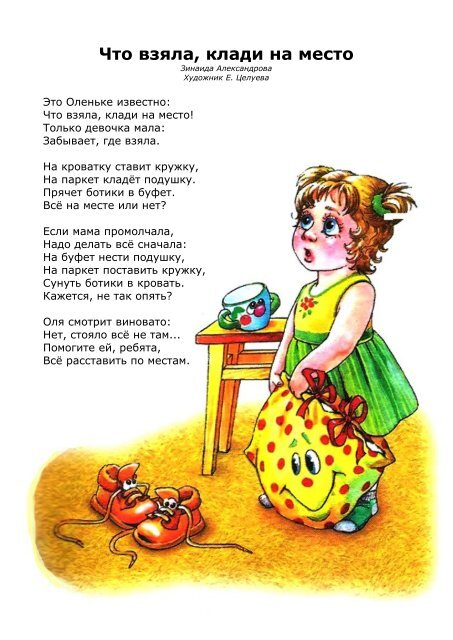 Что взяла, клади на место
Зинаида Александрова
Художник Е. Целуева
Это Оленьке известно:
Что взяла, клади на место!
Только девочка мала:
Забывает, где взяла.
На кроватку ставит кружку,
На паркет кладёт подушку.
Прячет ботики в буфет.
Всё на месте или нет?
Если мама промолчала,
Надо делать всё сначала:
На буфет нести подушку,
На паркет поставить кружку,
Сунуть ботики в кровать.
Кажется, не так опять?
Оля смотрит виновато:
Нет, стояло всё не там...
Помогите ей, ребята,
Всё расставить по местам.